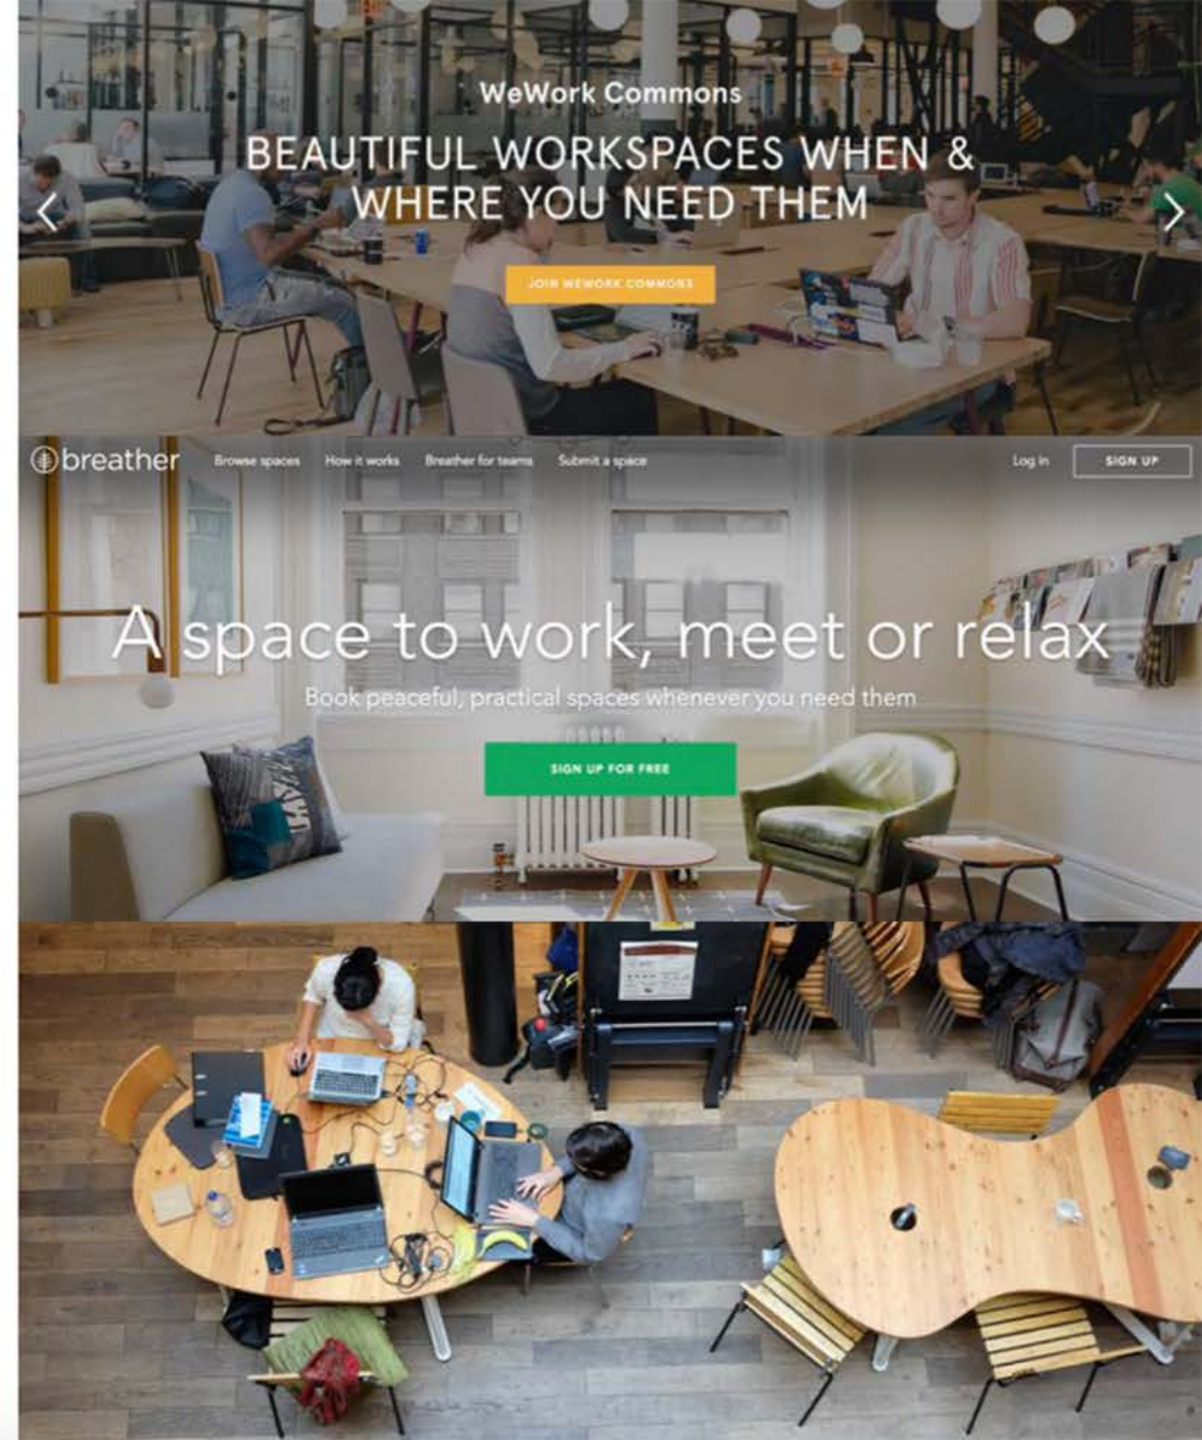 WeWork Commons
BEAUTIFUL WORKSPACES WHEN &
WHERE YOU NEED THEM
JOIN WEWORK COMMONS
breather
Browse spaces How it works Breather for teams Submit a space Log in SIGN UP
A space to work, meet or relax
Book peaceful, practical spaces whenever you need them
SIGN UP FOR FREE